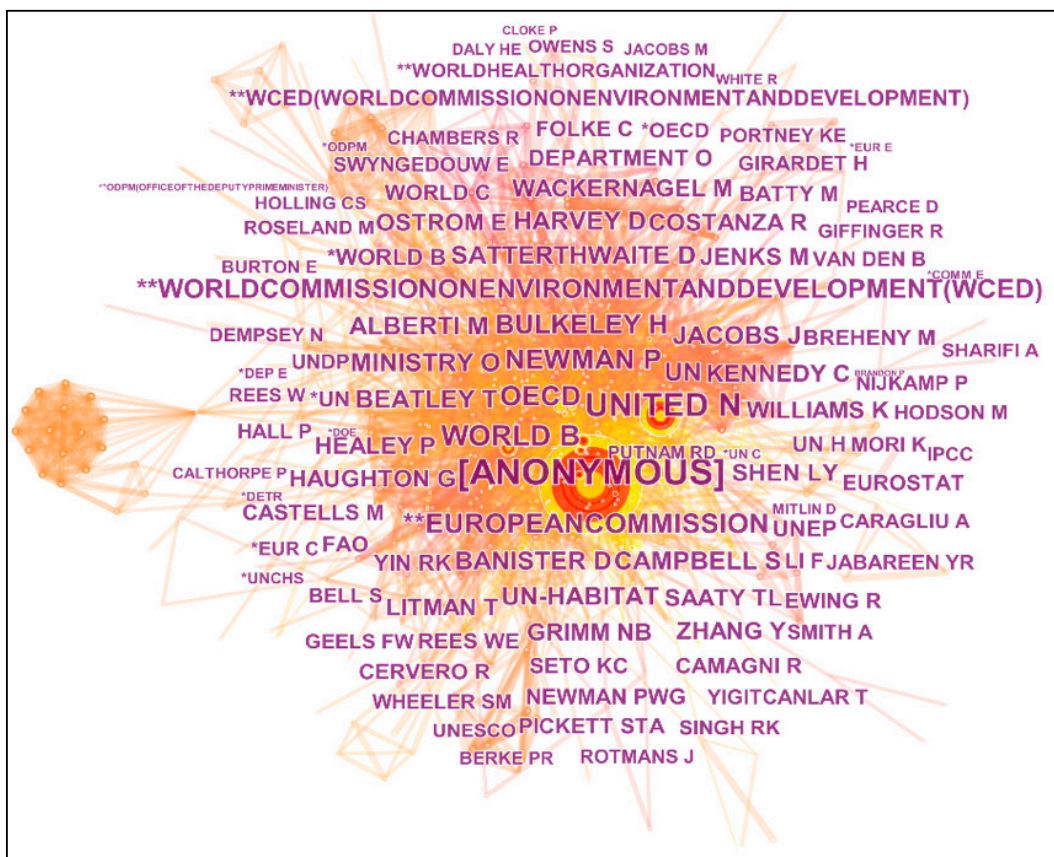 CLOKE P
DALY HE OWENS S JACOBS M
**WORLDHEALTHORGANIZATION WHITE R
**WCED(WORLDCOMMISSIONONENVIRONMENTANDDEVELOPMENT)
*ODPM CHAMBERS R FOLKE C *OECD PORTNEY KE *EUR E
SWYNGEDOUW E DEPARTMENT O GIRARDET H
**ODPM(OFFICEOFTHEDEPUTYPRIMEMINISTER) WORLD C WACKERNAGEL M BATTY M
HOLLING CS PEARCE D
ROSELAND M OSTROM E HARVEY D COSTANZA R GIFFINGER R
BURTON E *WORLD B SATTERTHWAITE D JENKS M VAN DEN B
**WORLDCOMMISSIONONENVIRONMENTANDDEVELOPMENT(WCED) *COMM E
DEMPSEY N ALBERTI M BULKELEY H JACOBS J BREHENY M SHARIFI A
*DEP E UNDP MINISTRY O NEWMAN P UN KENNEDY C BRANDON P NIJKAMP P
REES W *UN BEATLEY T OECD UNITED N WILLIAMS K HODSON M
HALL P *DOE HEALEY P WORLD B PUTNAM RD *UN C UN H MORI K IPCC
CALTHORPE P HAUGHTON G [ANONYMOUS] SHEN LY EUROSTAT
*DETR CASTELLS M **EUROPEANCOMMISSION MITLIN D UNEP CARAGLIU A
*EUR C FAO YIN RK BANISTER D CAMPBELL S LI F JABAREEN YR
*UNCHS BELL S LITMAN T UN-HABITAT SAATY TL EWING R
GEELS FW REES WE GRIMM NB ZHANG Y SMITH A
CERVERO R SETO KC CAMAGNI R
WHEELER SM NEWMAN PWG YIGITCANLAR T
UNESCO PICKETT STA SINGH RK
BERKE PR ROTMANS J